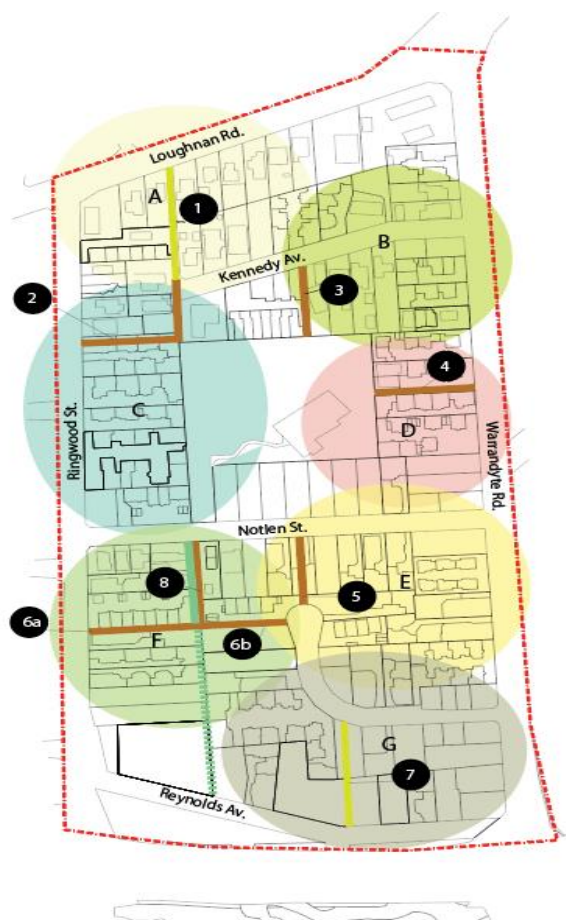 Loughnan Rd.
A
1
B
Kennedy Av.
2
3
4
C
D
Ringwood St.
Warrandyte Rd.
Notlen St.
8
E
5
6a
F
6b
G
7
Reynolds Av.